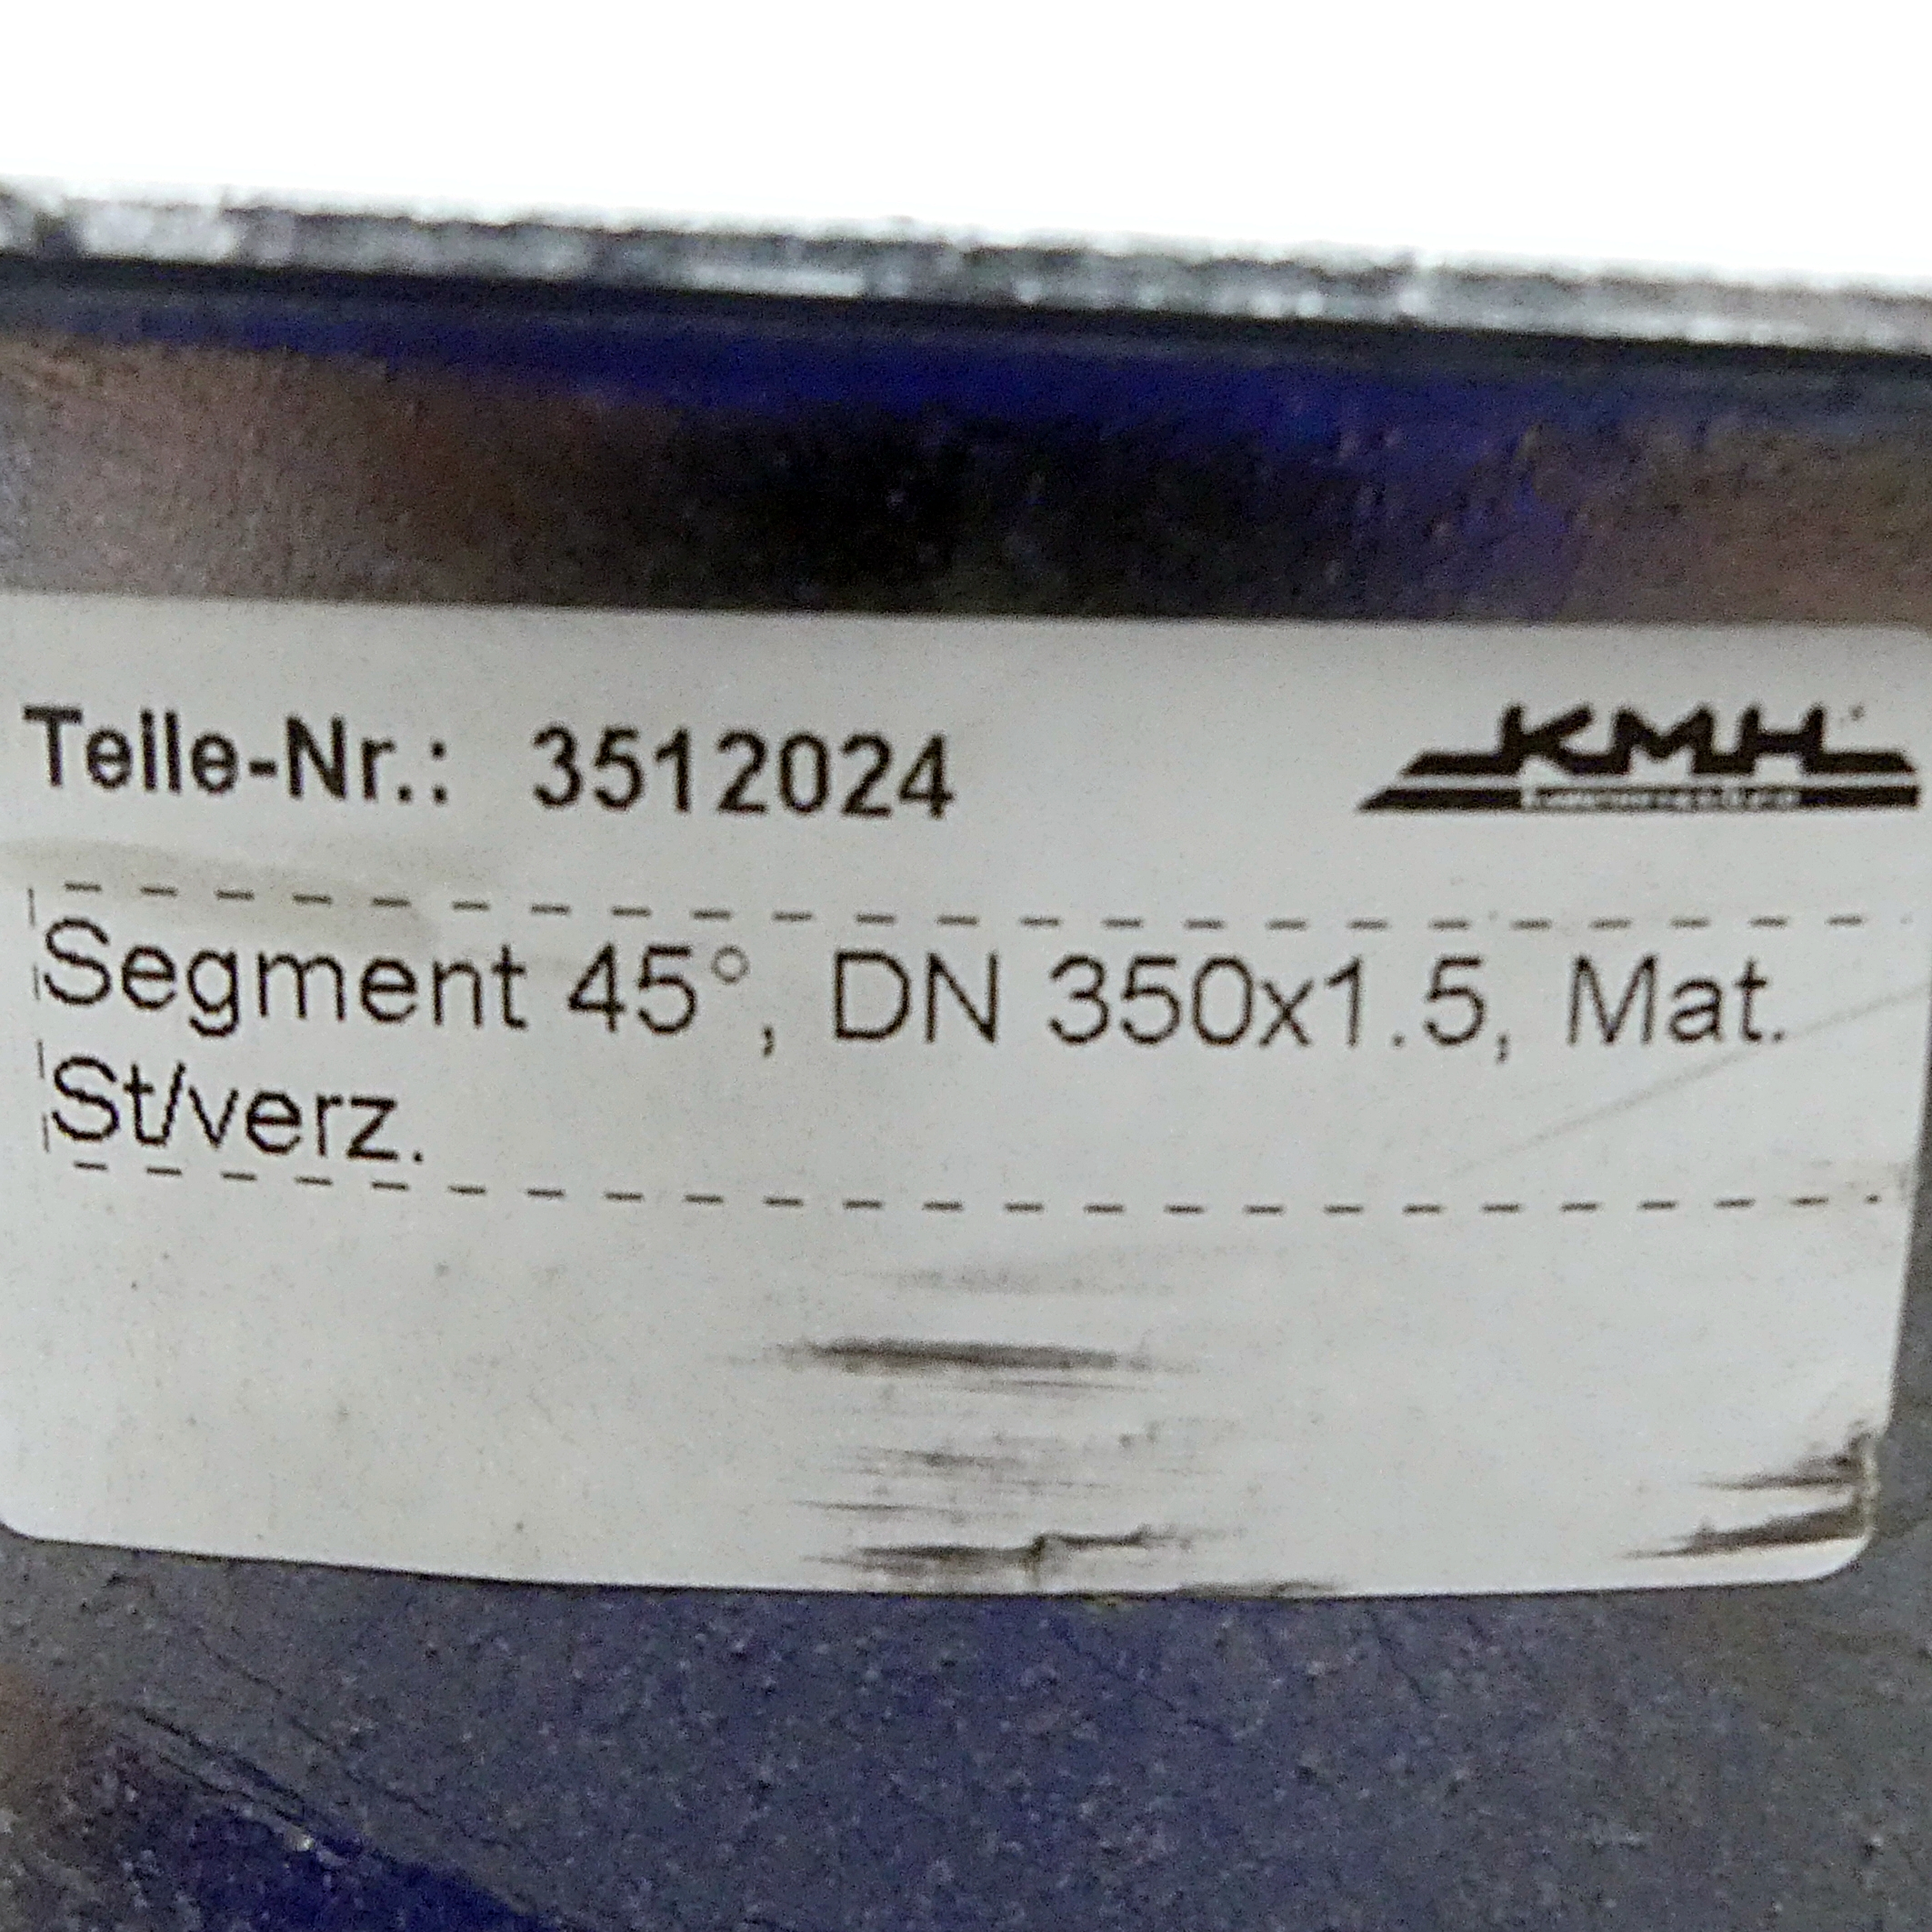 Teile-Nr.: 3512024
KMH
Segment 45°, DN 350x1.5, Mat.
St/verz.